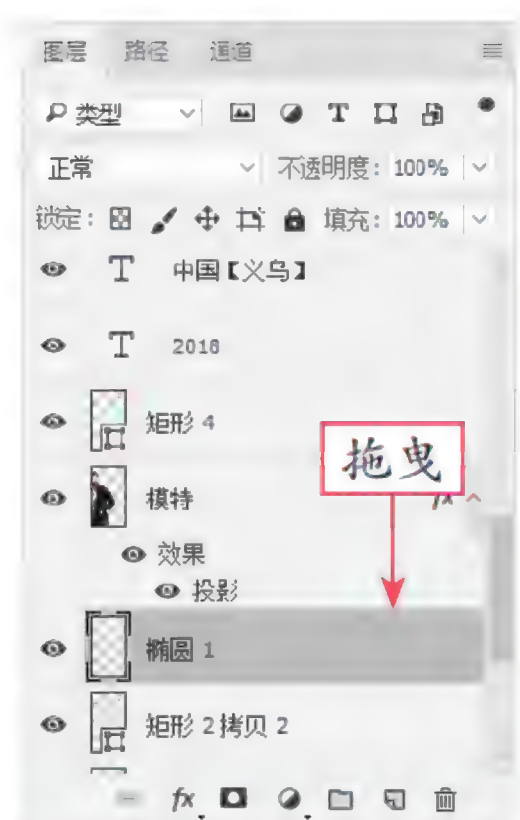 图层 路径 通道
类型 T
正常 不透明度: 100%
锁定: 填充: 100%
T 中国【义乌】
T 2018
矩形 4
拖曳
模特 fx
效果
投影
椭圆 1
矩形 2 拷贝 2
fx